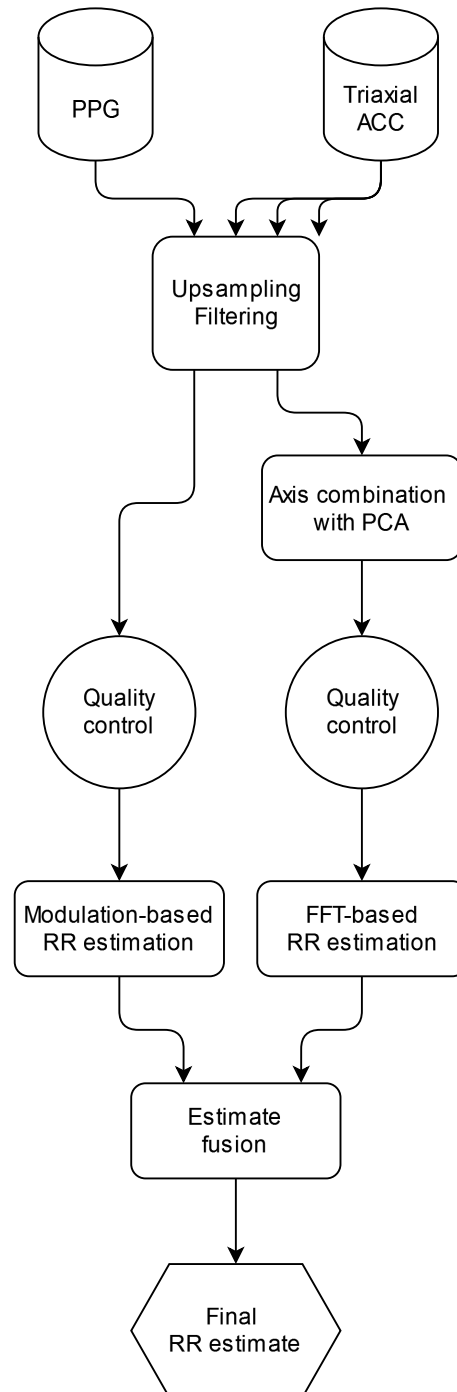 PPG
Triaxial
ACC
Upsampling
Filtering
Axis combination
with PCA
Quality
control
Quality
control
Modulation-based
RR estimation
FFT-based
RR estimation
Estimate
fusion
Final
RR estimate